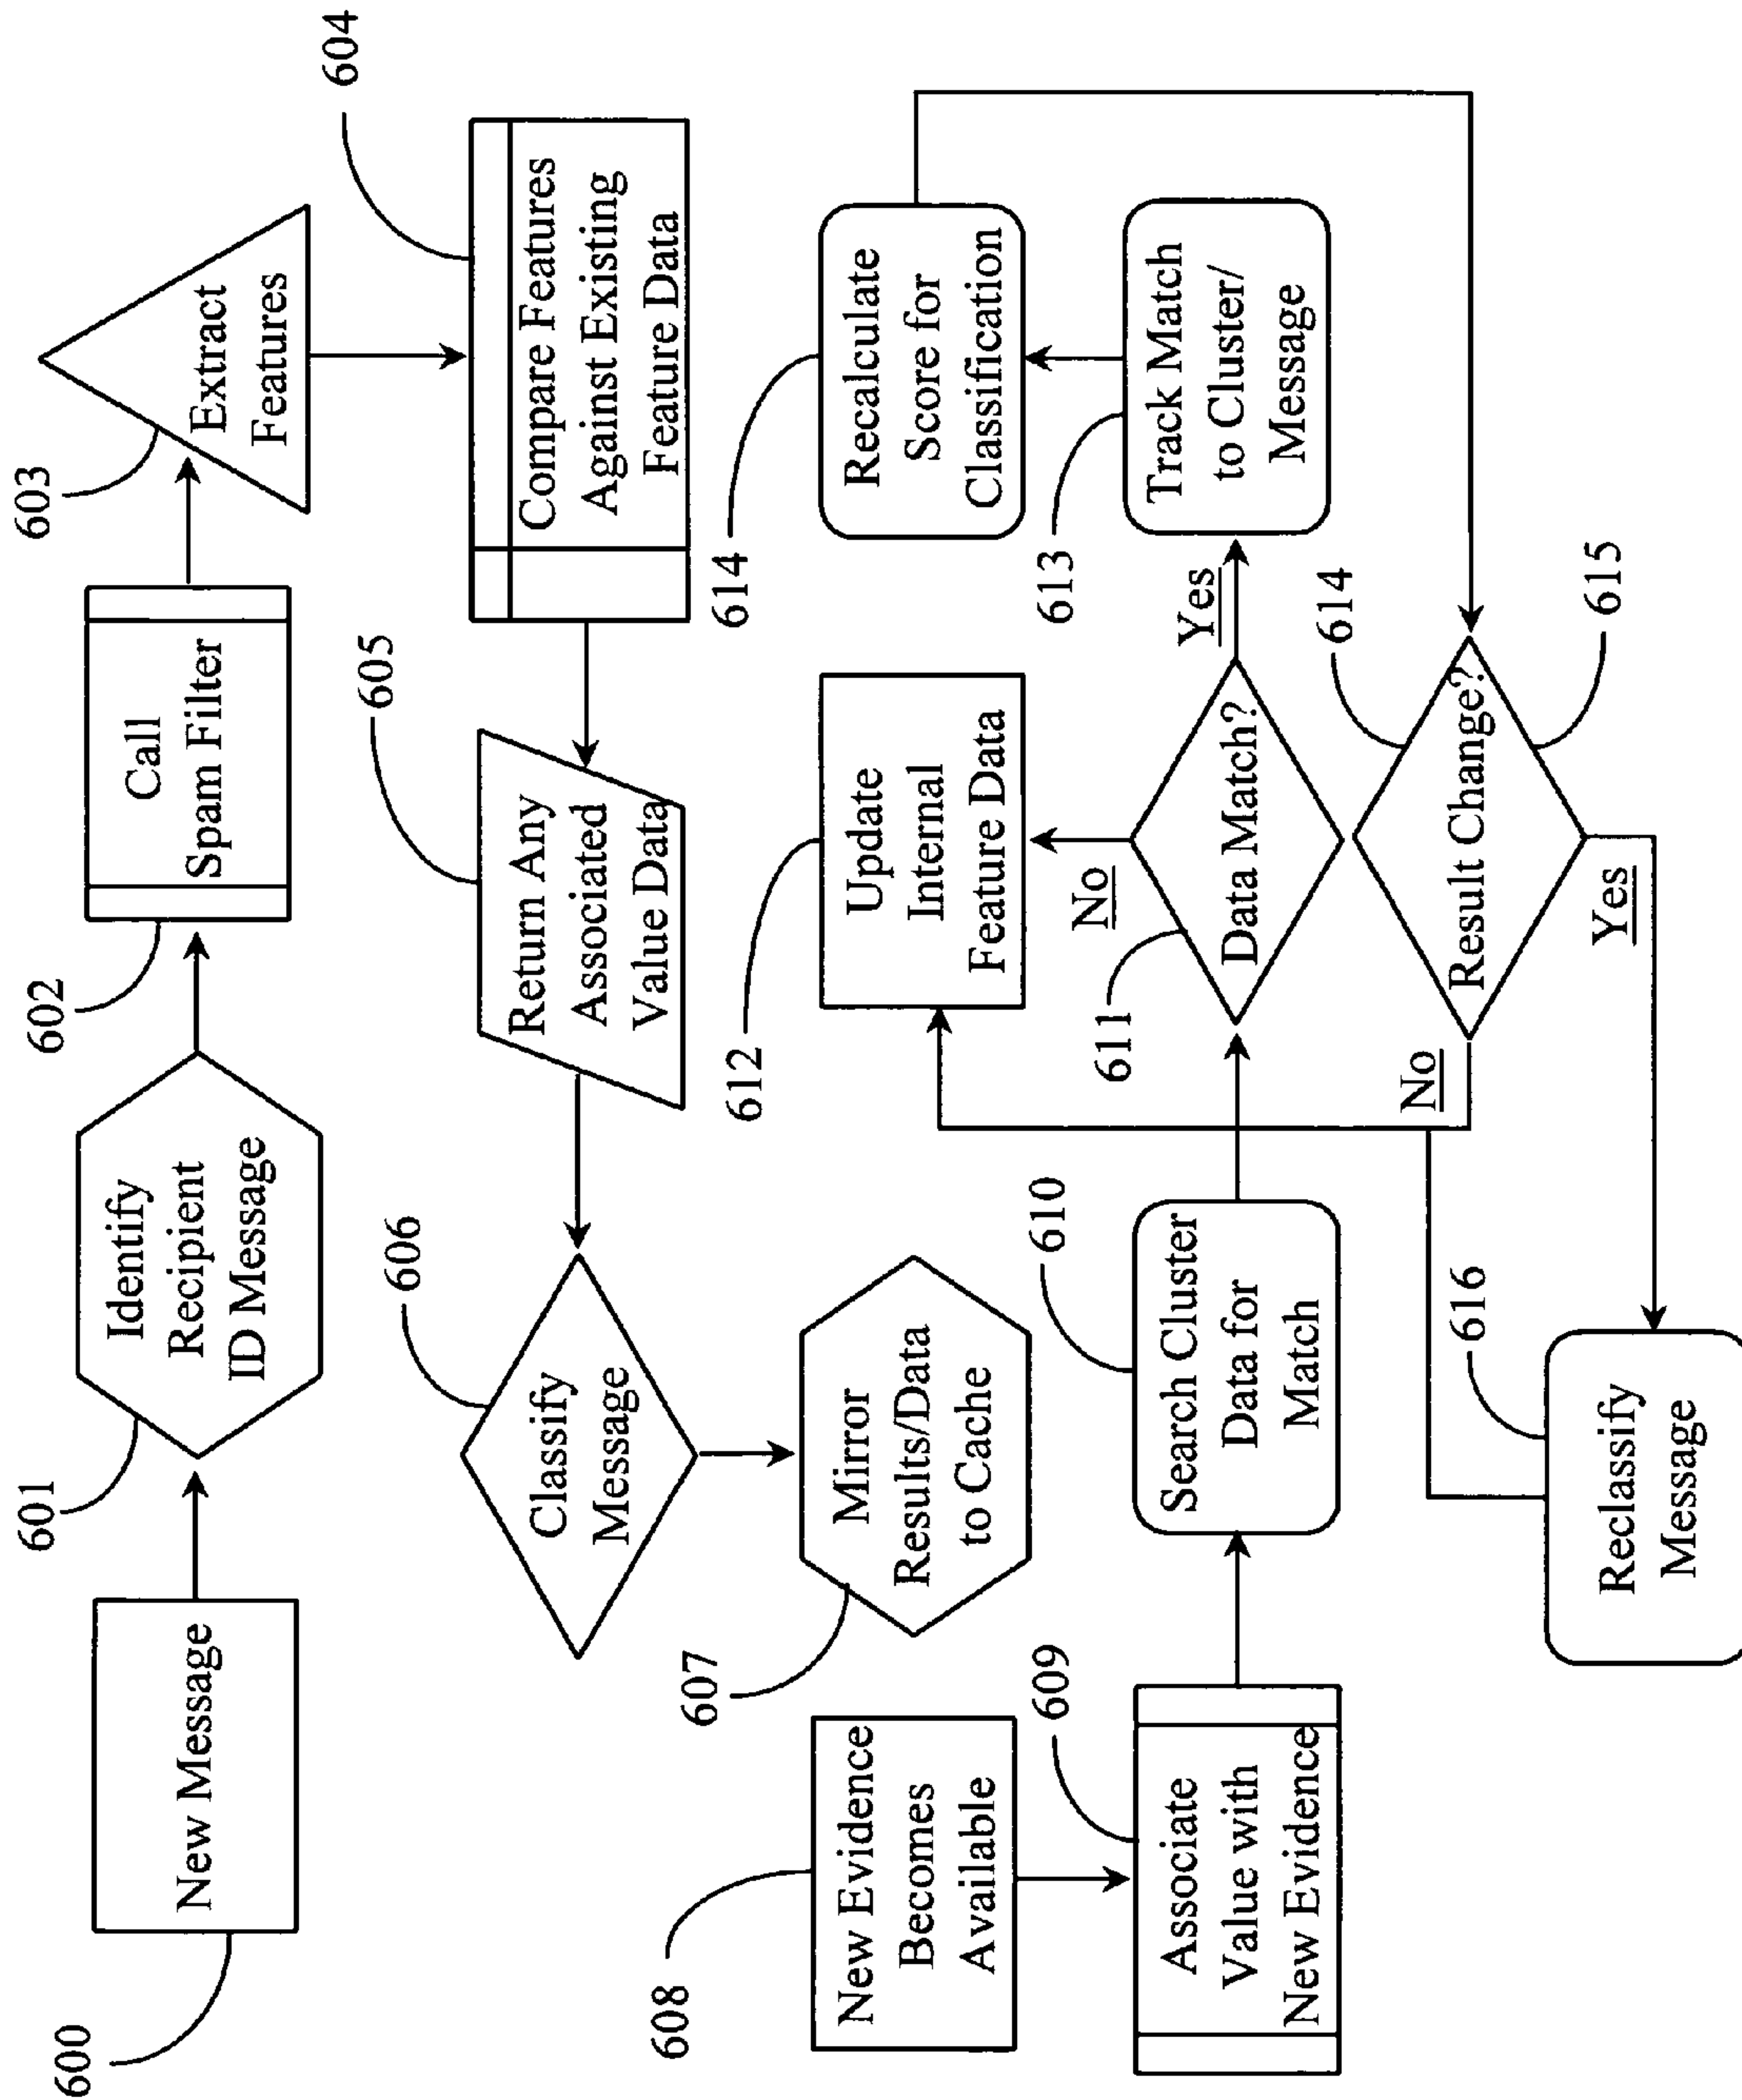 600
New Message
601
Identify
Recipient
ID Message
602
Call
Spam Filter
603
Extract
Features
604
Compare Features
Against Existing
Feature Data
605
Return Any
Associated
Value Data
606
Classify
Message
607
Mirror
Results/Data
to Cache
608
New Evidence
Becomes
Available
609
Associate
Value with
New Evidence
610
Search Cluster
Data for
Match
611
Data Match?
No
Yes
612
Update
Internal
Feature Data
613
Track Match
to Cluster/
Message
614
Recalculate
Score for
Classification
614
615
Result Change?
No
Yes
616
Reclassify
Message